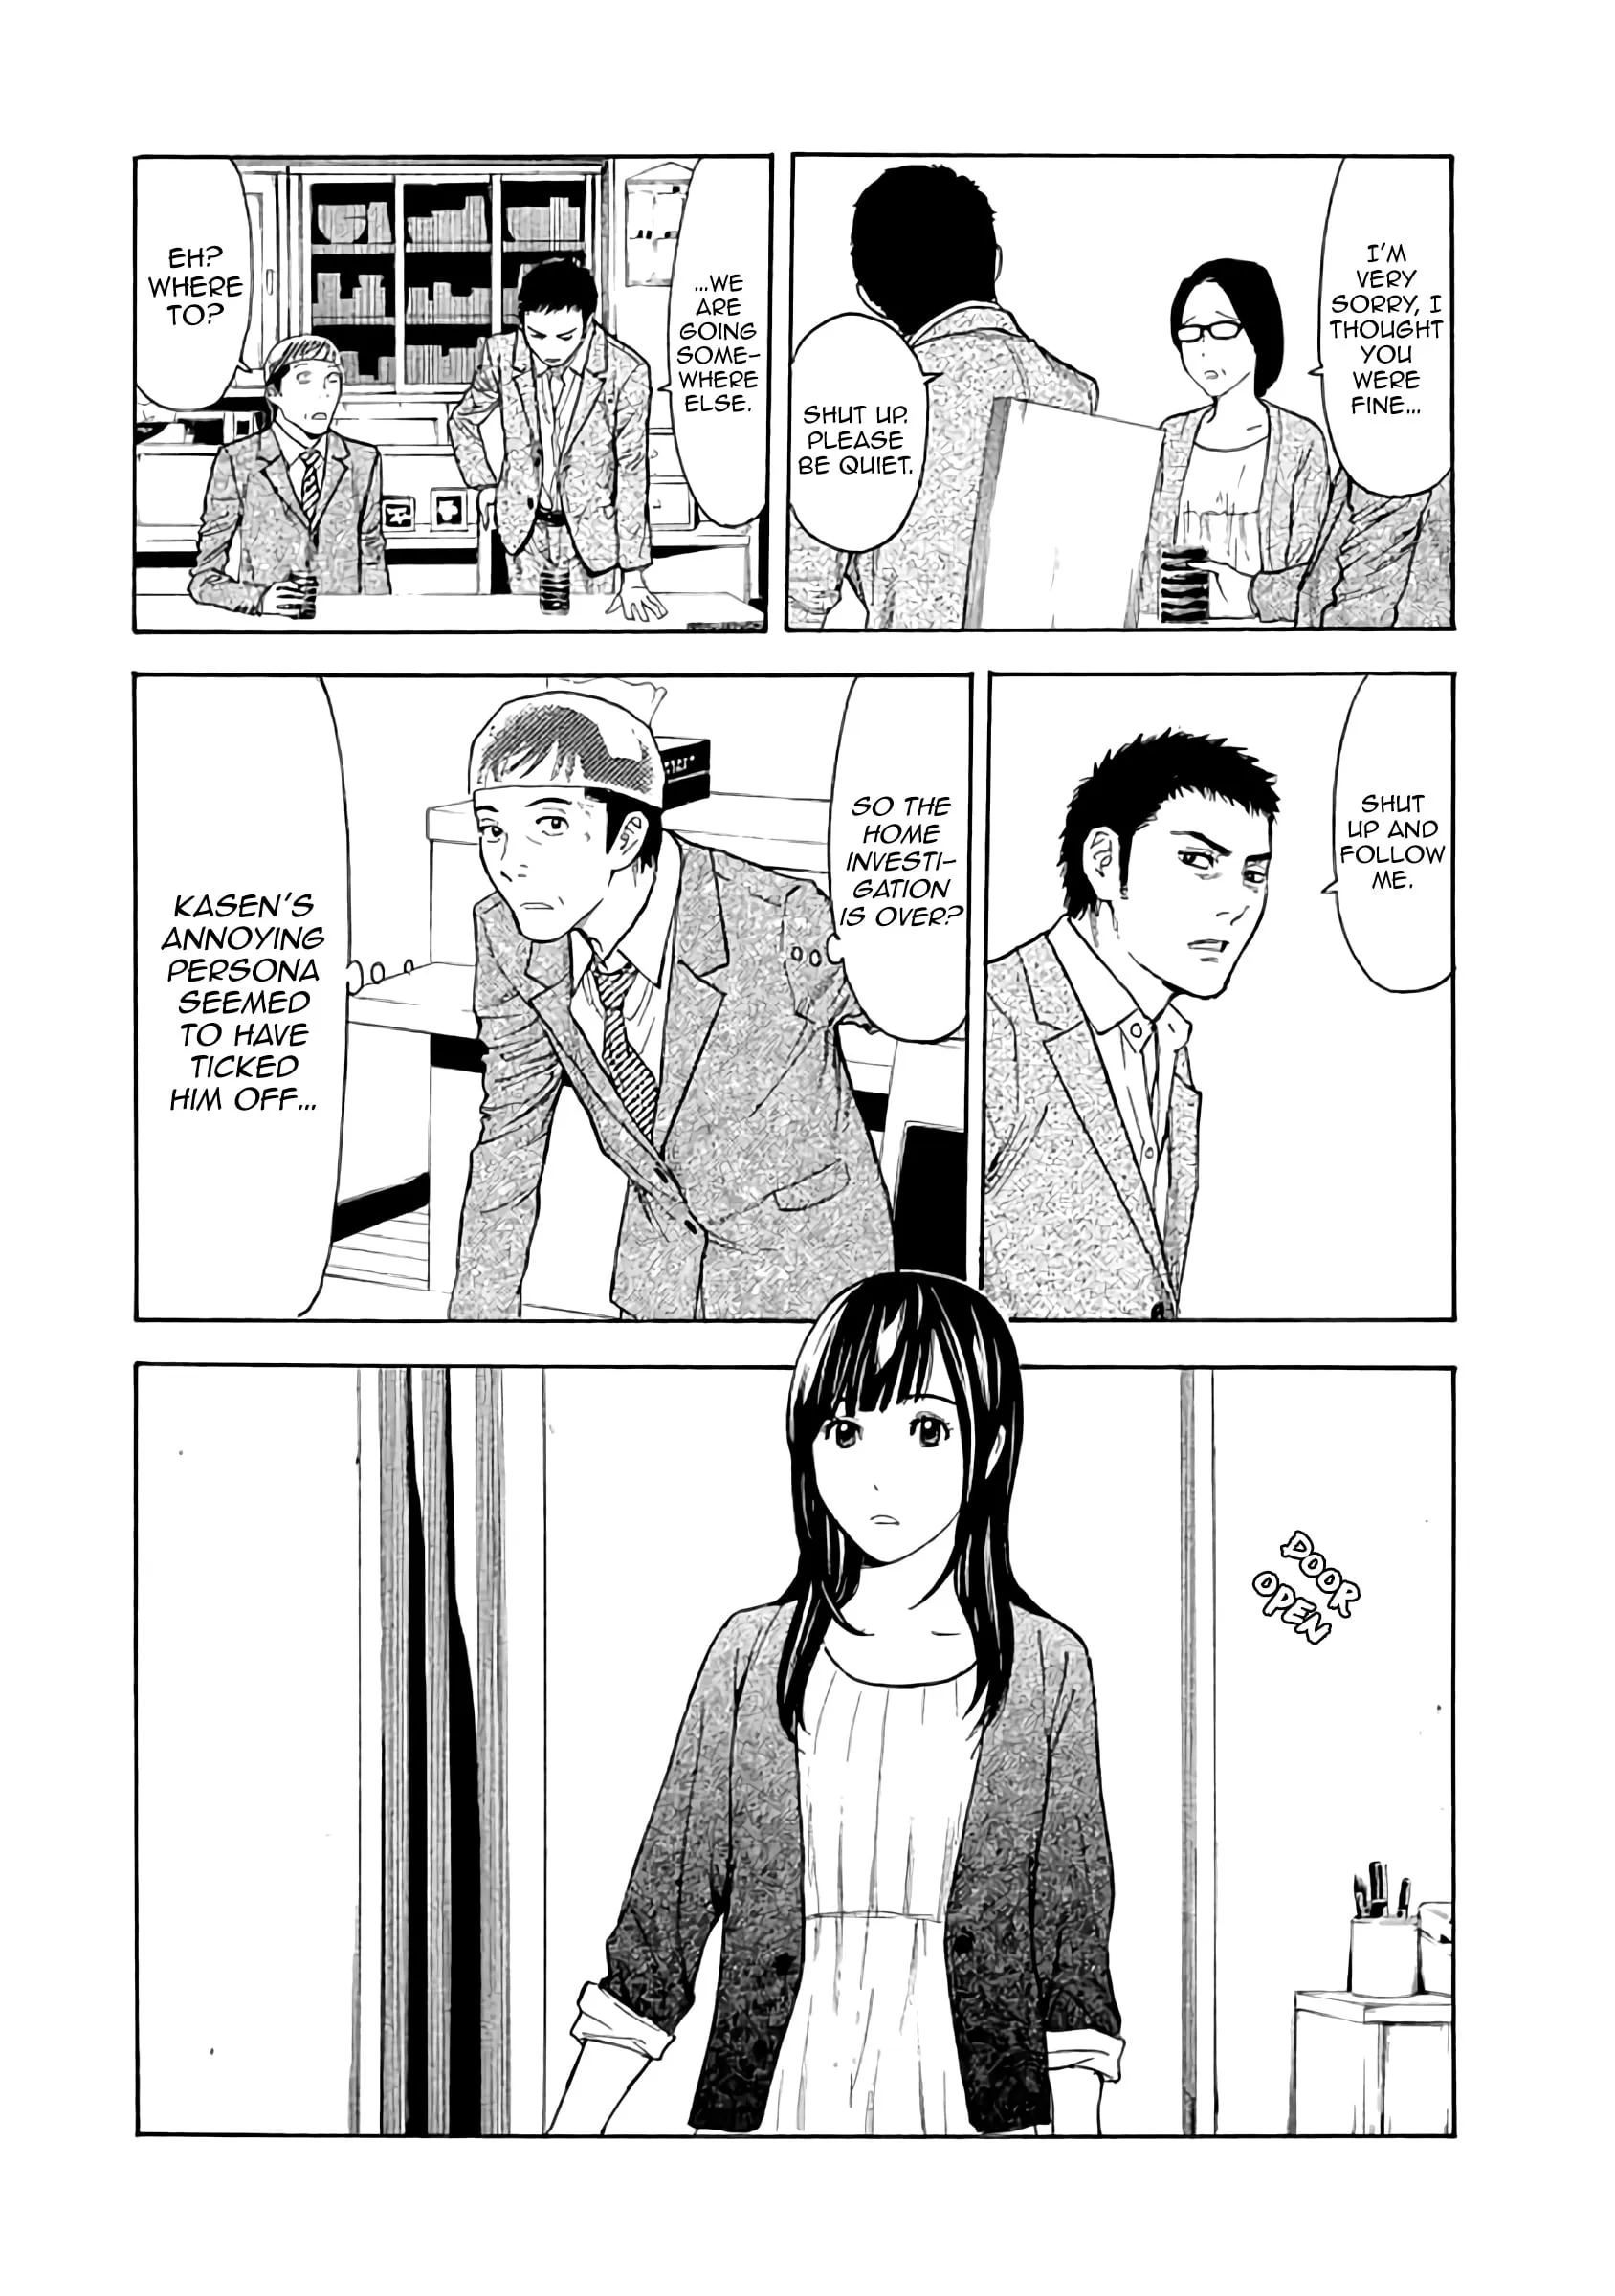 I'M
VERY
SORRY, I
THOUGHT
YOU
WERE
FINE...
SHUT UP.
PLEASE
BE QUIET.
...WE
ARE
GOING
SOME-
WHERE
ELSE.
EH?
WHERE
TO?
SHUT
UP AND
FOLLOW
ME.
SO THE
HOME
INVESTI-
GATION
IS OVER?
KASEN'S
ANNOYING
PERSONA
SEEMED
TO HAVE
TICKED
HIM OFF...
DOOR
OPEN